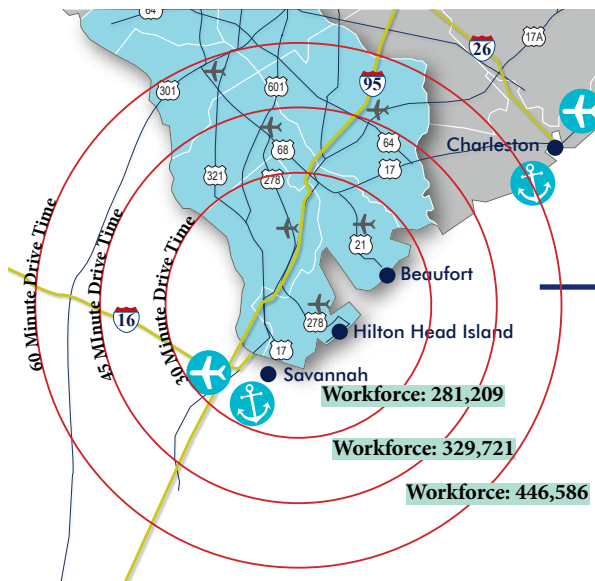 64
26
17A
95
301
601
Charleston
68
64
17
321
278
21
60 Minute Drive Time
45 MInute Drive Time
30 Minute Drive Time
Beaufort
16
278
Hilton Head Island
17
Savannah
Workforce: 281,209
Workforce: 329,721
Workforce: 446,586